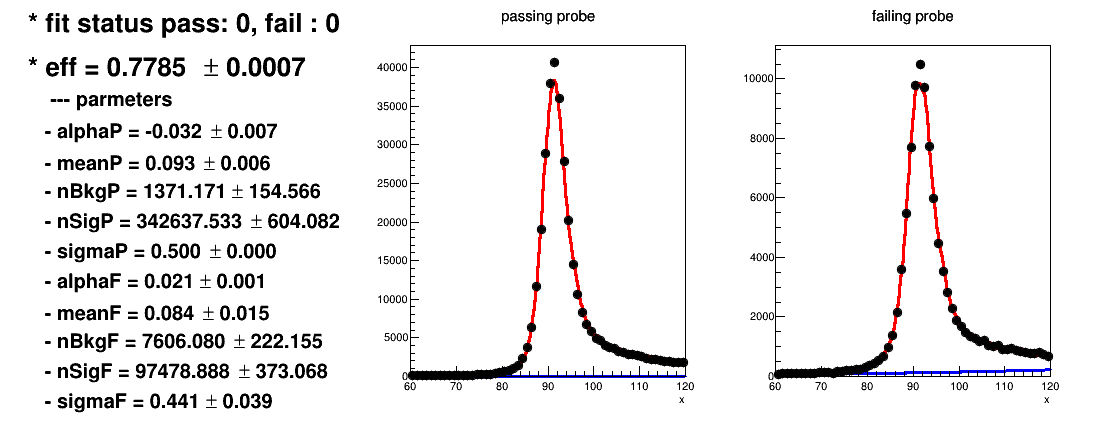 * fit status pass: 0, fail : 0
* eff = 0.7785 ± 0.0007
--- parmeters
- alphaP = -0.032 ± 0.007
- meanP = 0.093 ± 0.006
- nBkgP = 1371.171 ± 154.566
- nSigP = 342637.533 ± 604.082
- sigmaP = 0.500 ± 0.000
- alphaF = 0.021 ± 0.001
- meanF = 0.084 ± 0.015
- nBkgF = 7606.080 ± 222.155
- nSigF = 97478.888 ± 373.068
- sigmaF = 0.441 ± 0.039
passing probe
40000
35000
30000
25000
20000
15000
10000
5000
0
60 70 80 90 100 110 120
x
failing probe
10000
8000
6000
4000
2000
0
60 70 80 90 100 110 120
x